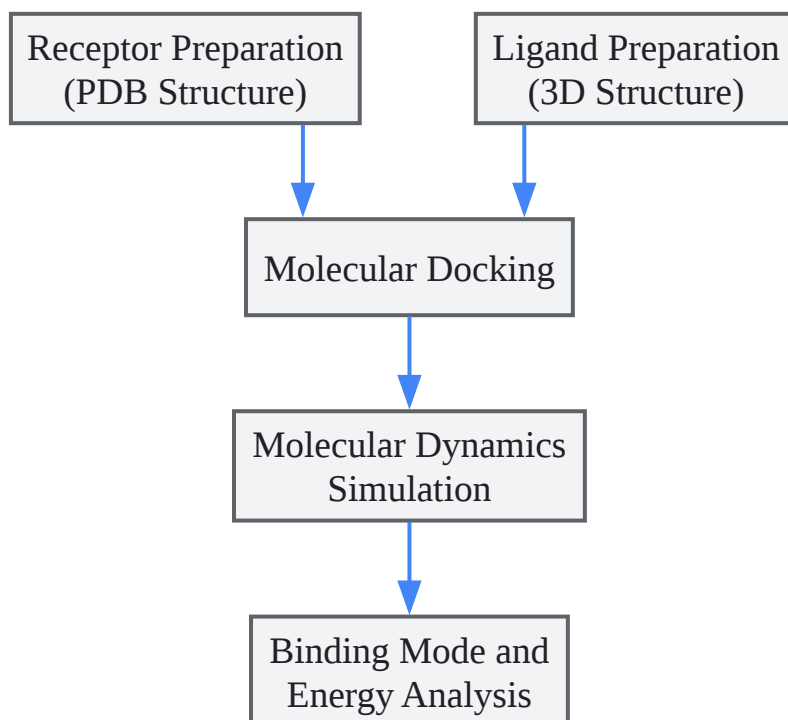 Receptor Preparation
(PDB Structure)
Ligand Preparation
(3D Structure)
Molecular Docking
Molecular Dynamics
Simulation
Binding Mode and
Energy Analysis